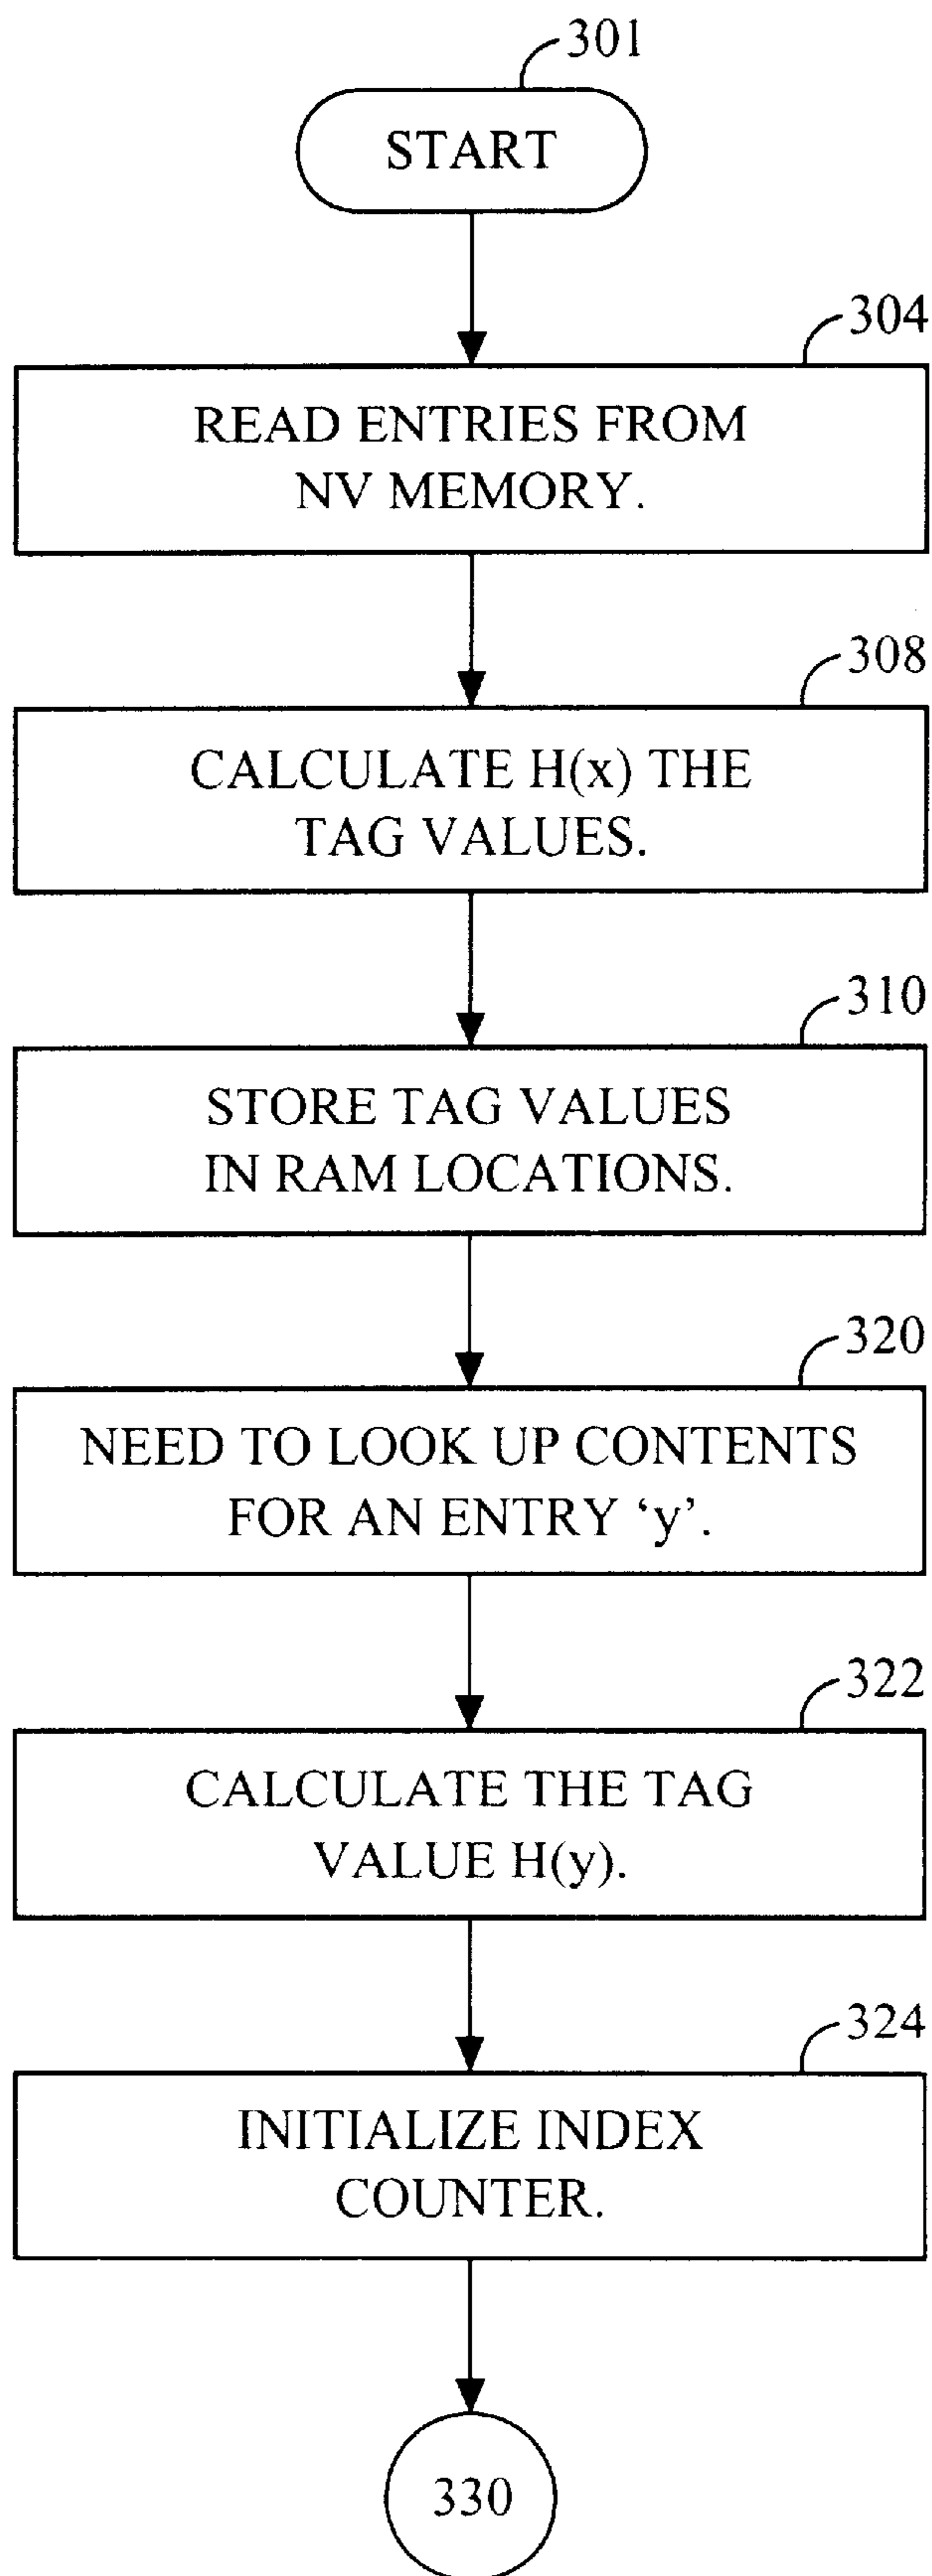 301
START
304
READ ENTRIES FROM
NV MEMORY.
308
CALCULATE H(x) THE
TAG VALUES.
310
STORE TAG VALUES
IN RAM LOCATIONS.
320
NEED TO LOOK UP CONTENTS
FOR AN ENTRY ‘y’.
322
CALCULATE THE TAG
VALUE H(y).
324
INITIALIZE INDEX
COUNTER.
330